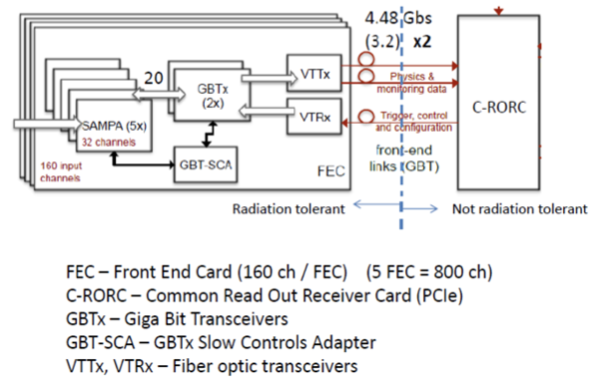 4.48 Gbs
(3.2) x2
20
GBTx
(2x)
VTTx
Physics &
monitoring data
C-RORC
SAMPA (5x)
32 channels
VTRx
Trigger, control
and configuration
160 input
channels
GBT-SCA
FEC
front-end
links (GBT)
Radiation tolerant
Not radiation tolerant
FEC – Front End Card (160 ch / FEC) (5 FEC = 800 ch)
C-RORC – Common Read Out Receiver Card (PCIe)
GBTx – Giga Bit Transceivers
GBT-SCA – GBTx Slow Controls Adapter
VTTx, VTRx – Fiber optic transceivers